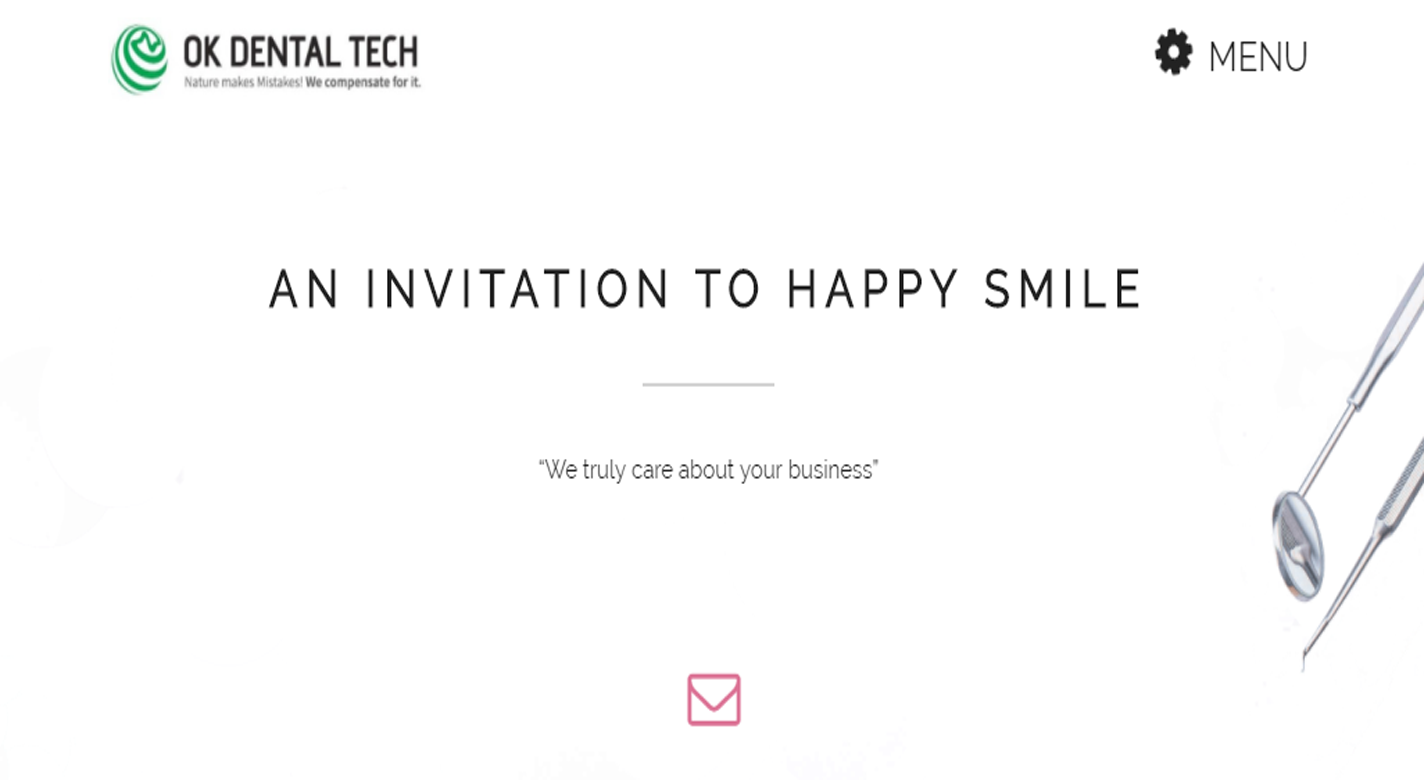 OK DENTAL TECH
Nature makes Mistakes! We compensate for it.
MENU
AN INVITATION TO HAPPY SMILE
“We truly care about your business”